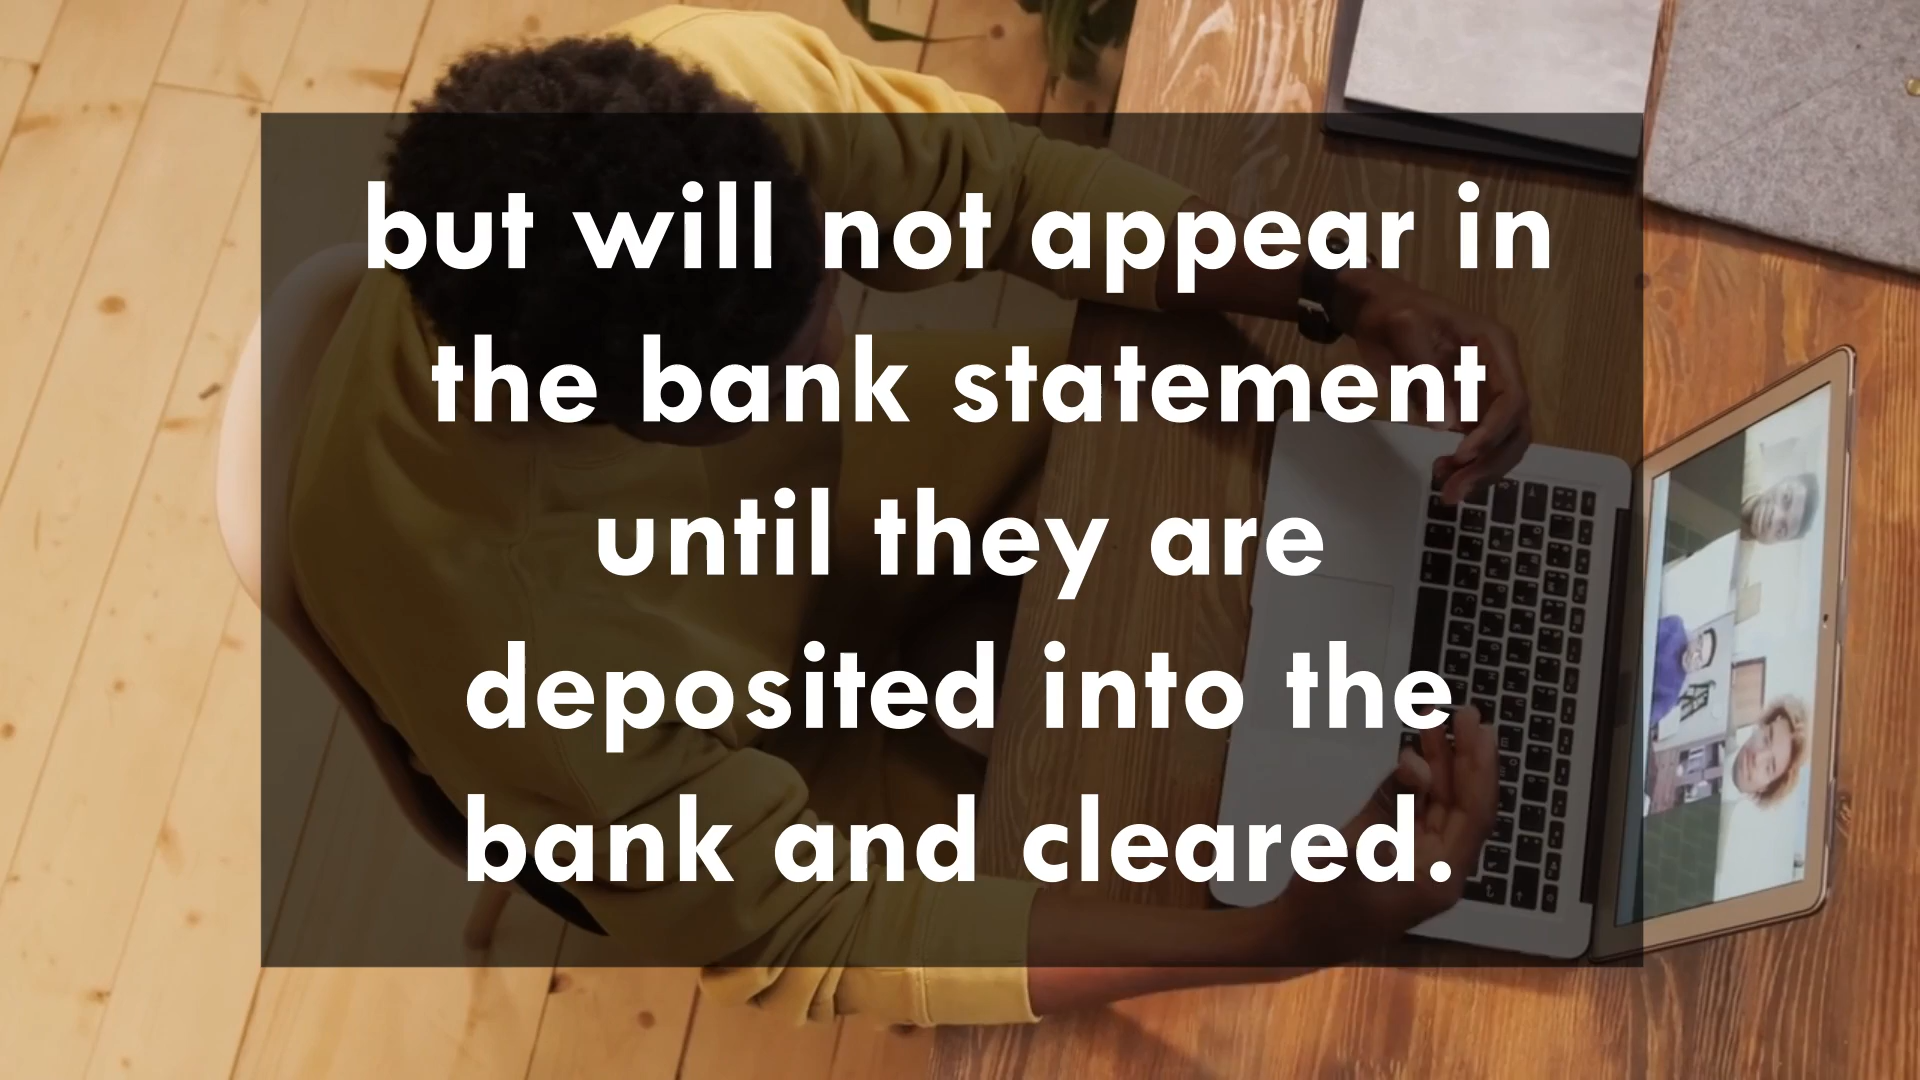 but will not appear in
the bank statement
until they are
deposited into the
bank and cleared.